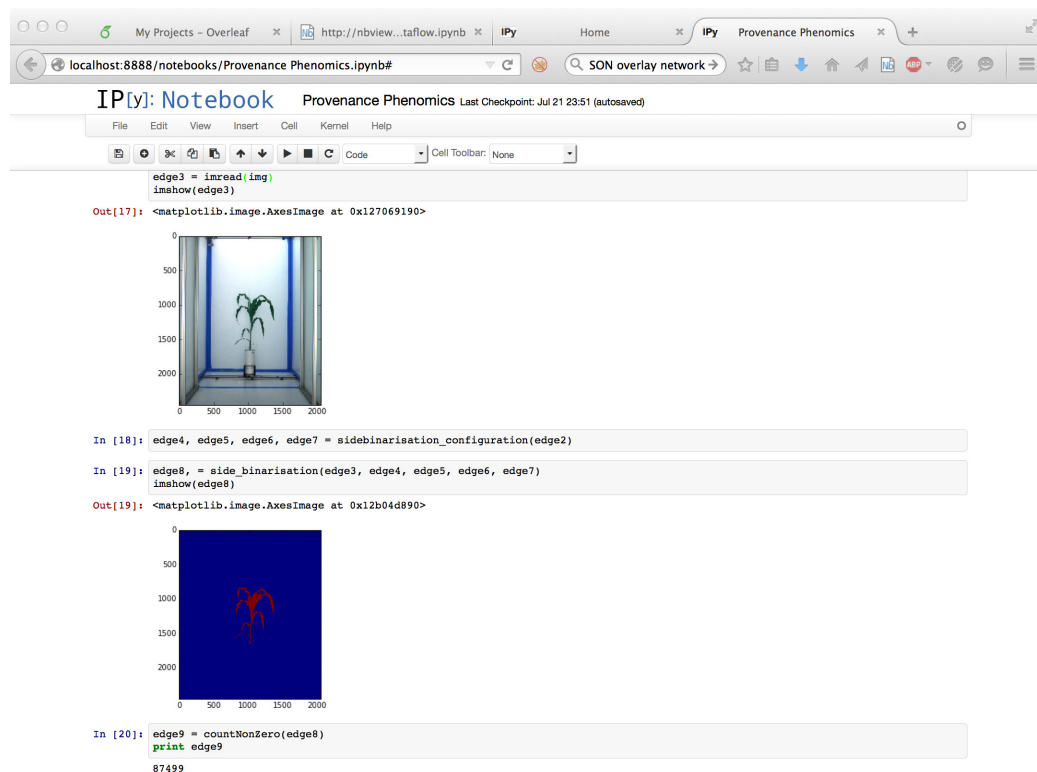 My Projects – Overleaf
http://nbview...taflow.ipynb
IPy
Home
IPy
Provenance Phenomics
localhost:8888/notebooks/Provenance Phenomics.ipynb#
SON overlay network
ABP
IP[y]: Notebook
Provenance Phenomics Last Checkpoint: Jul 21 23:51 (autosaved)
File Edit View Insert Cell Kernel Help
Code
Cell Toolbar: None
edge3 = imread(img)
imshow(edge3)
Out[17]: <matplotlib.image.AxesImage at 0x127069190>
0
500
1000
1500
2000
0 500 1000 1500 2000
In [18]: edge4, edge5, edge6, edge7 = sidebinarisation_configuration(edge2)
In [19]: edge8, = side_binarisation(edge3, edge4, edge5, edge6, edge7)
imshow(edge8)
Out[19]: <matplotlib.image.AxesImage at 0x12b04d890>
0
500
1000
1500
2000
0 500 1000 1500 2000
In [20]: edge9 = countNonZero(edge8)
print edge9
87499